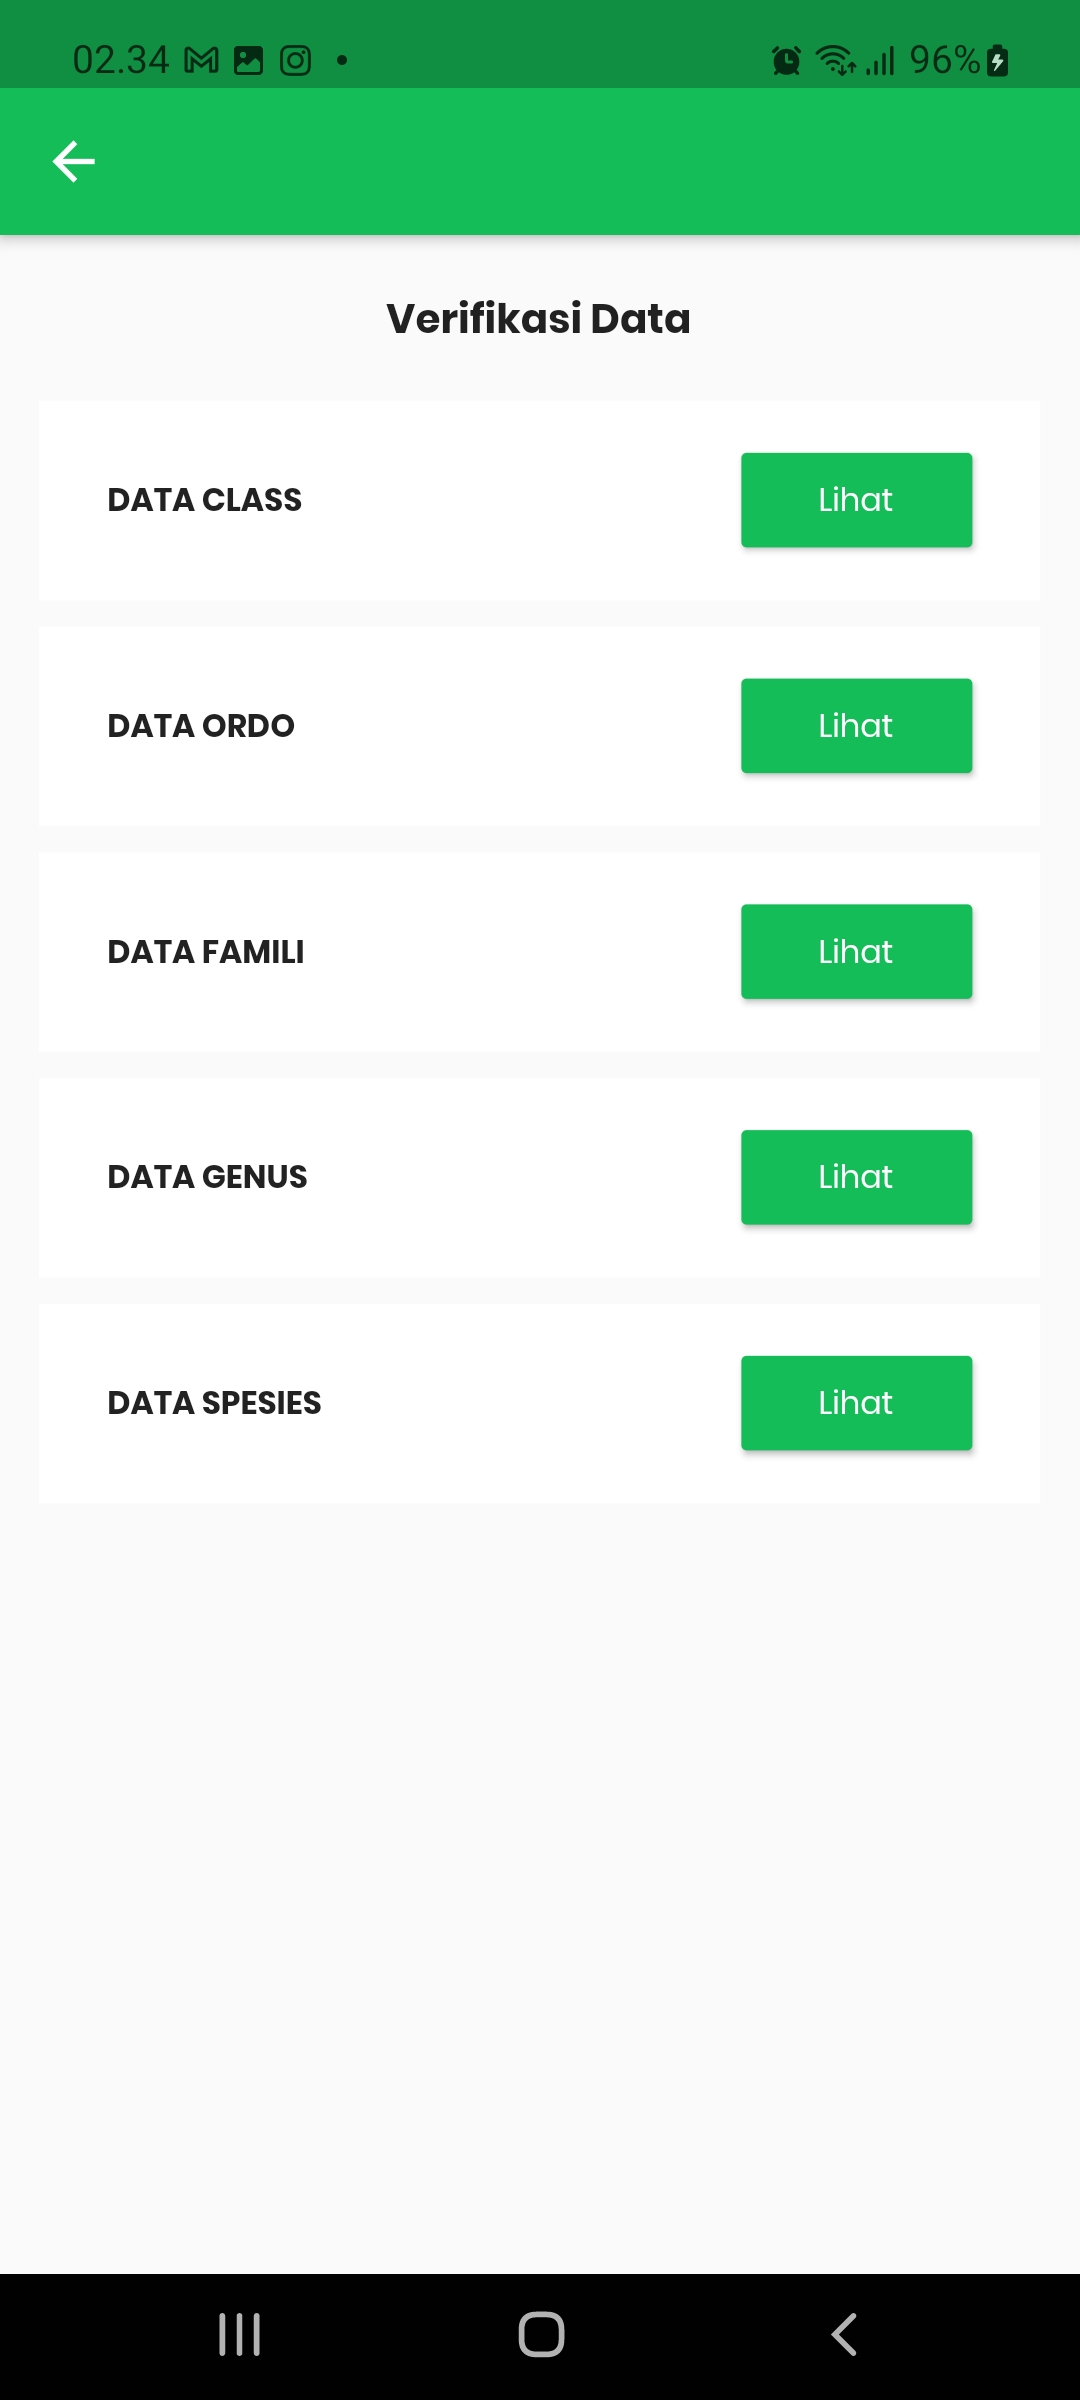 02.34 96%
Verifikasi Data
DATA CLASS Lihat
DATA ORDO Lihat
DATA FAMILI Lihat
DATA GENUS Lihat
DATA SPESIES Lihat